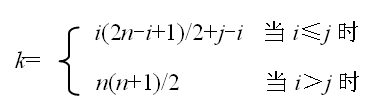 i(2n-i+1)/2+j-i 当 i≤j 时
k=
n(n+1)/2 当 i>j 时